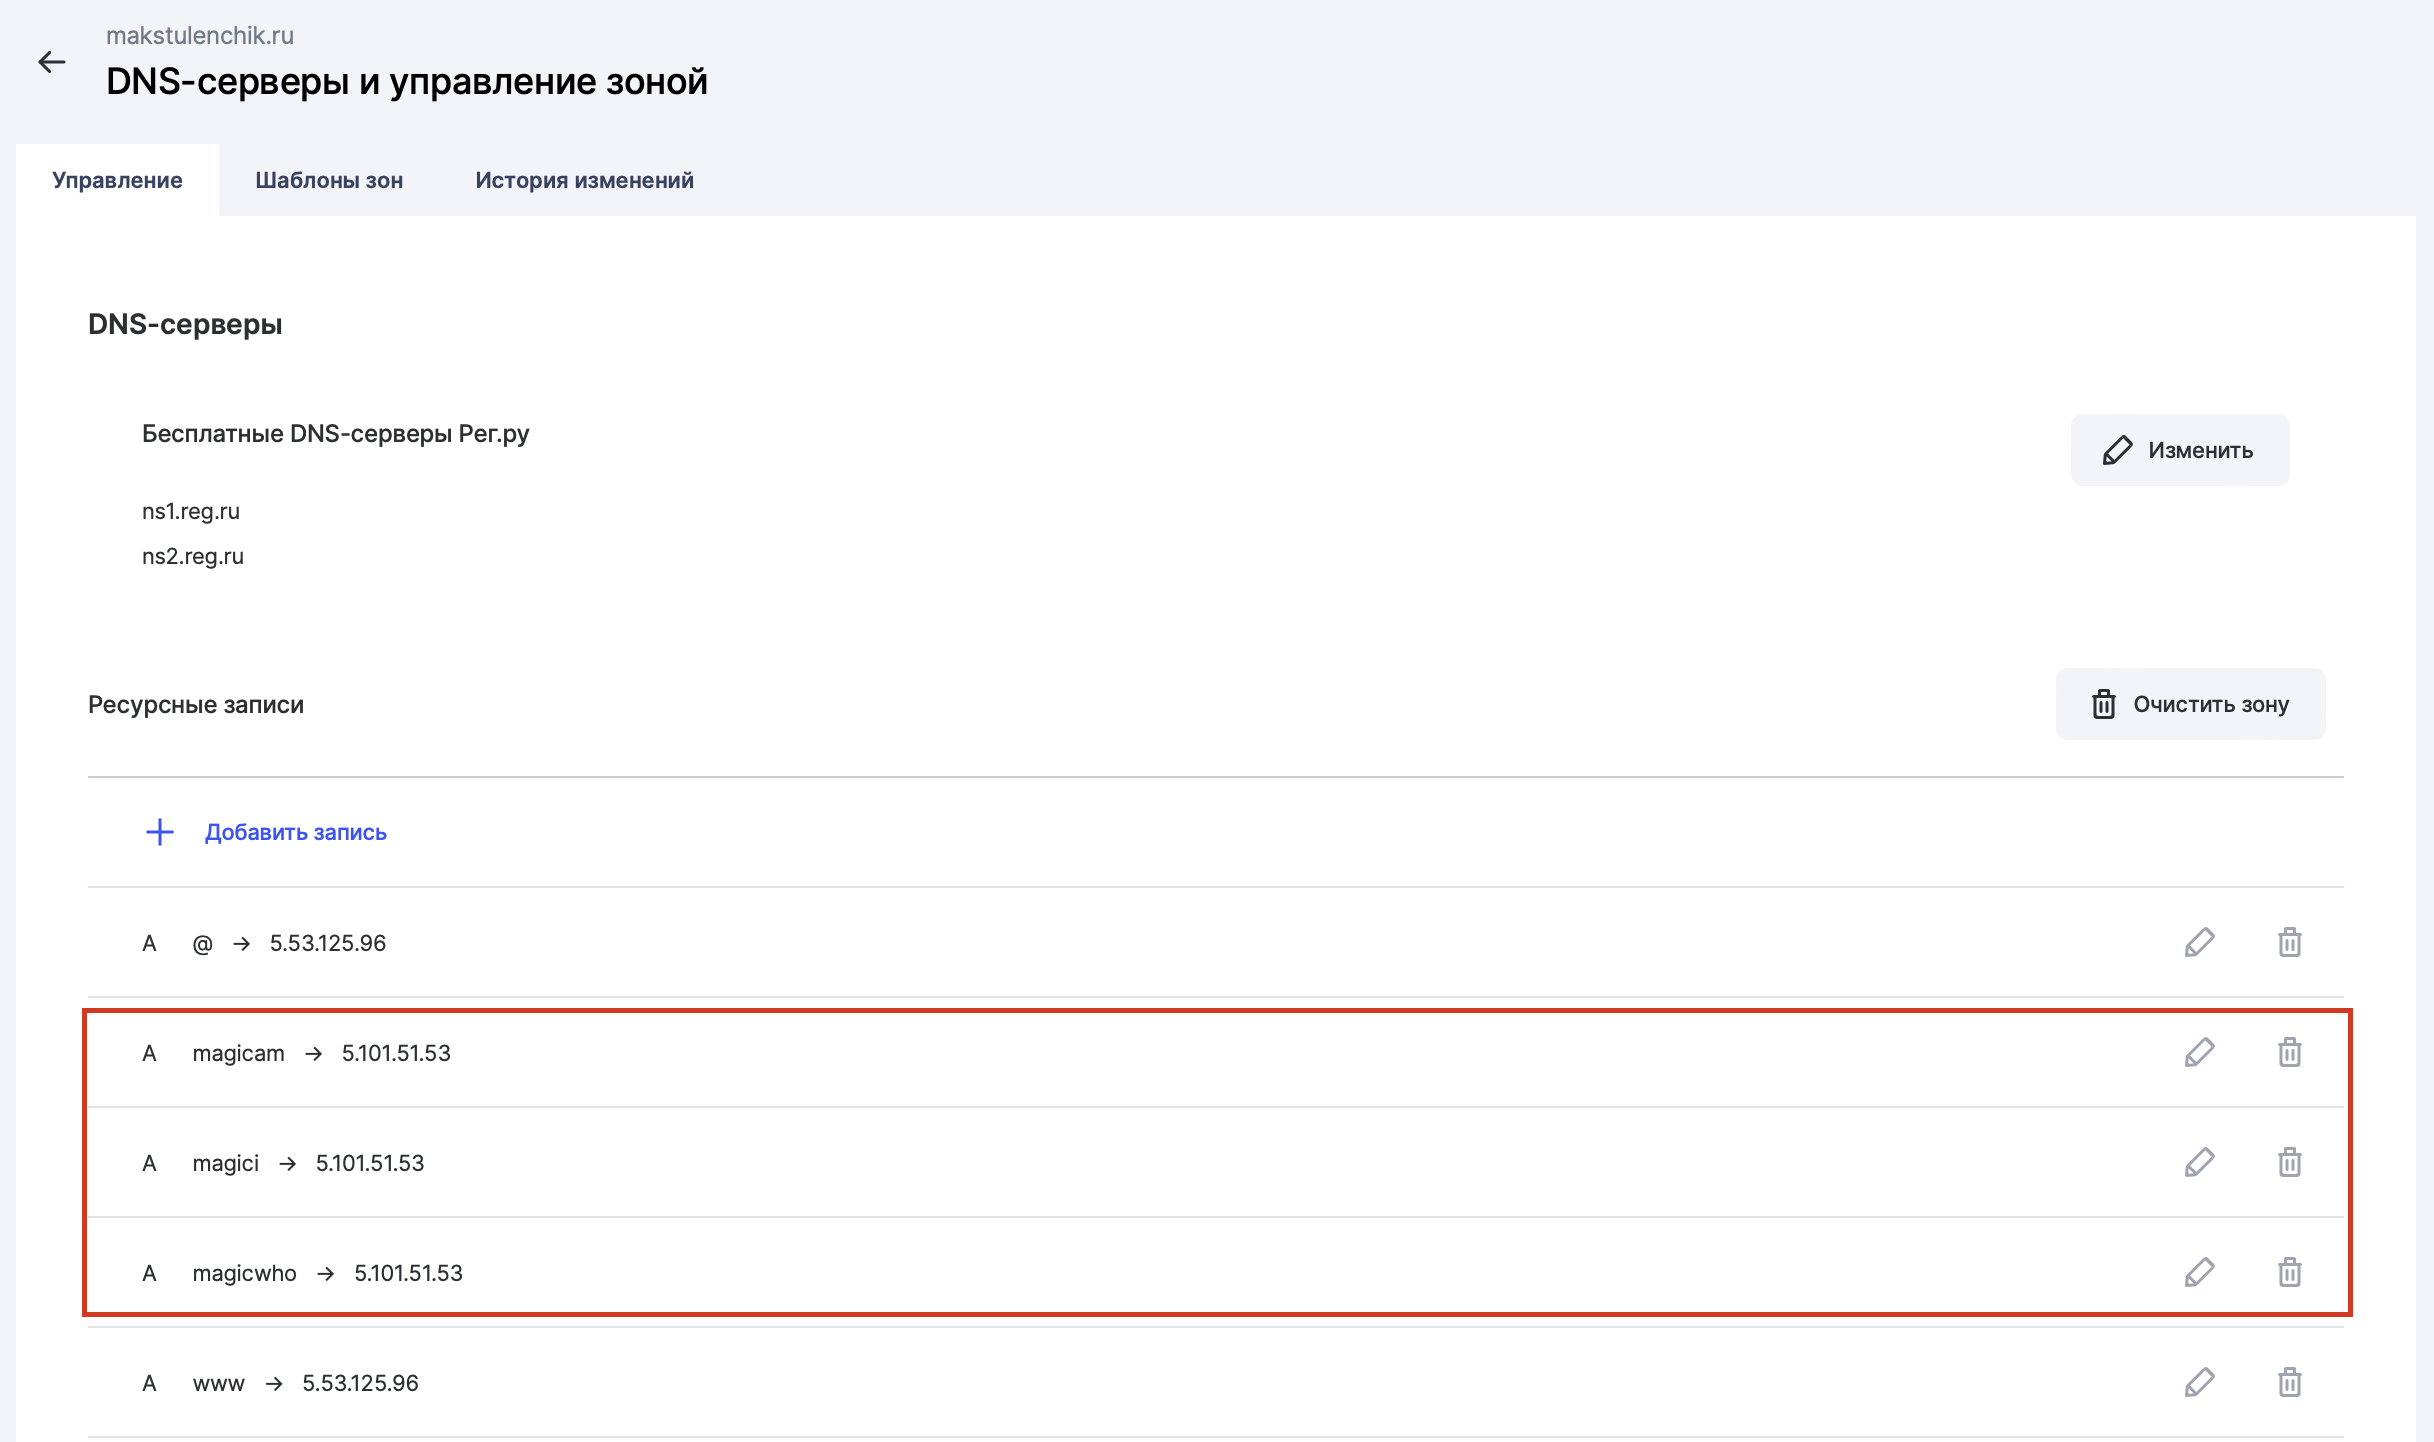 makstulenchik.ru
DNS-серверы и управление зоной
Управление Шаблоны зон История изменений
DNS-серверы
Бесплатные DNS-серверы Рег.ру
Изменить
ns1.reg.ru
ns2.reg.ru
Ресурсные записи
Очистить зону
Добавить запись
A @ → 5.53.125.96
A magicam → 5.101.51.53
A magici → 5.101.51.53
A magicwho → 5.101.51.53
A www → 5.53.125.96